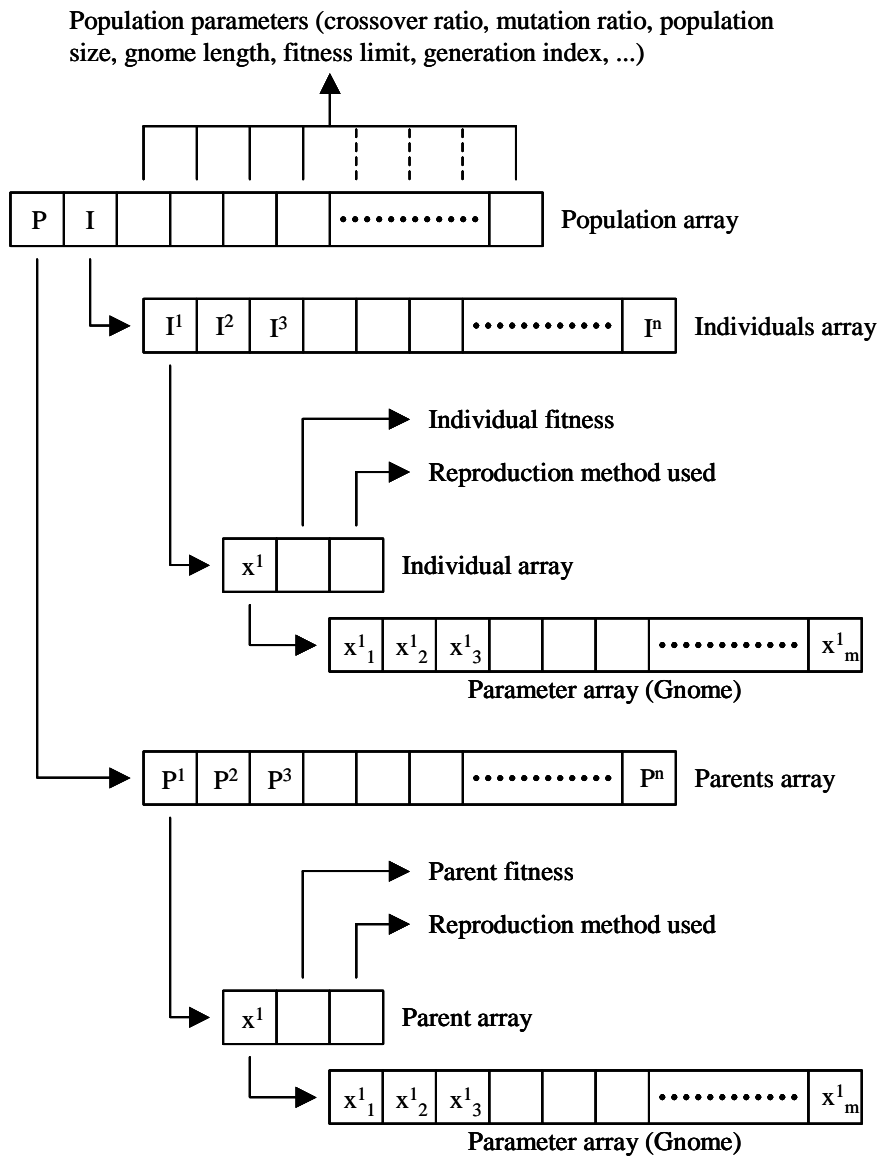 Population parameters (crossover ratio, mutation ratio, population
size, gnome length, fitness limit, generation index, ...)
P I Population array
I¹ I² I³ Iⁿ Individuals array
Individual fitness
Reproduction method used
x¹ Individual array
x¹₁ x¹₂ x¹₃ x¹ₘ
Parameter array (Gnome)
P¹ P² P³ Pⁿ Parents array
Parent fitness
Reproduction method used
x¹ Parent array
x¹₁ x¹₂ x¹₃ x¹ₘ
Parameter array (Gnome)